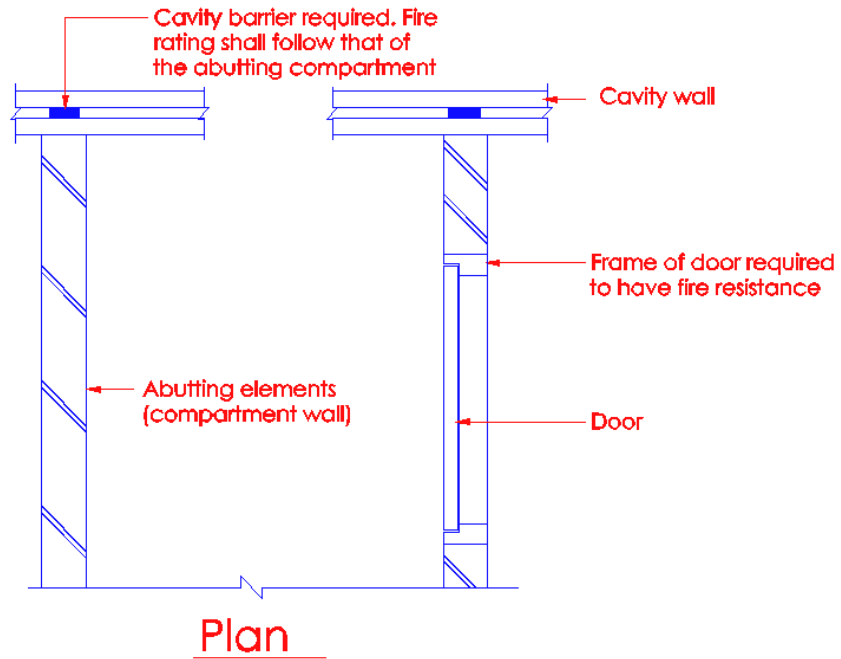 Cavity barrier required. Fire
rating shall follow that of
the abutting compartment
Cavity wall
Frame of door required
to have fire resistance
Abutting elements
(compartment wall)
Door
Plan